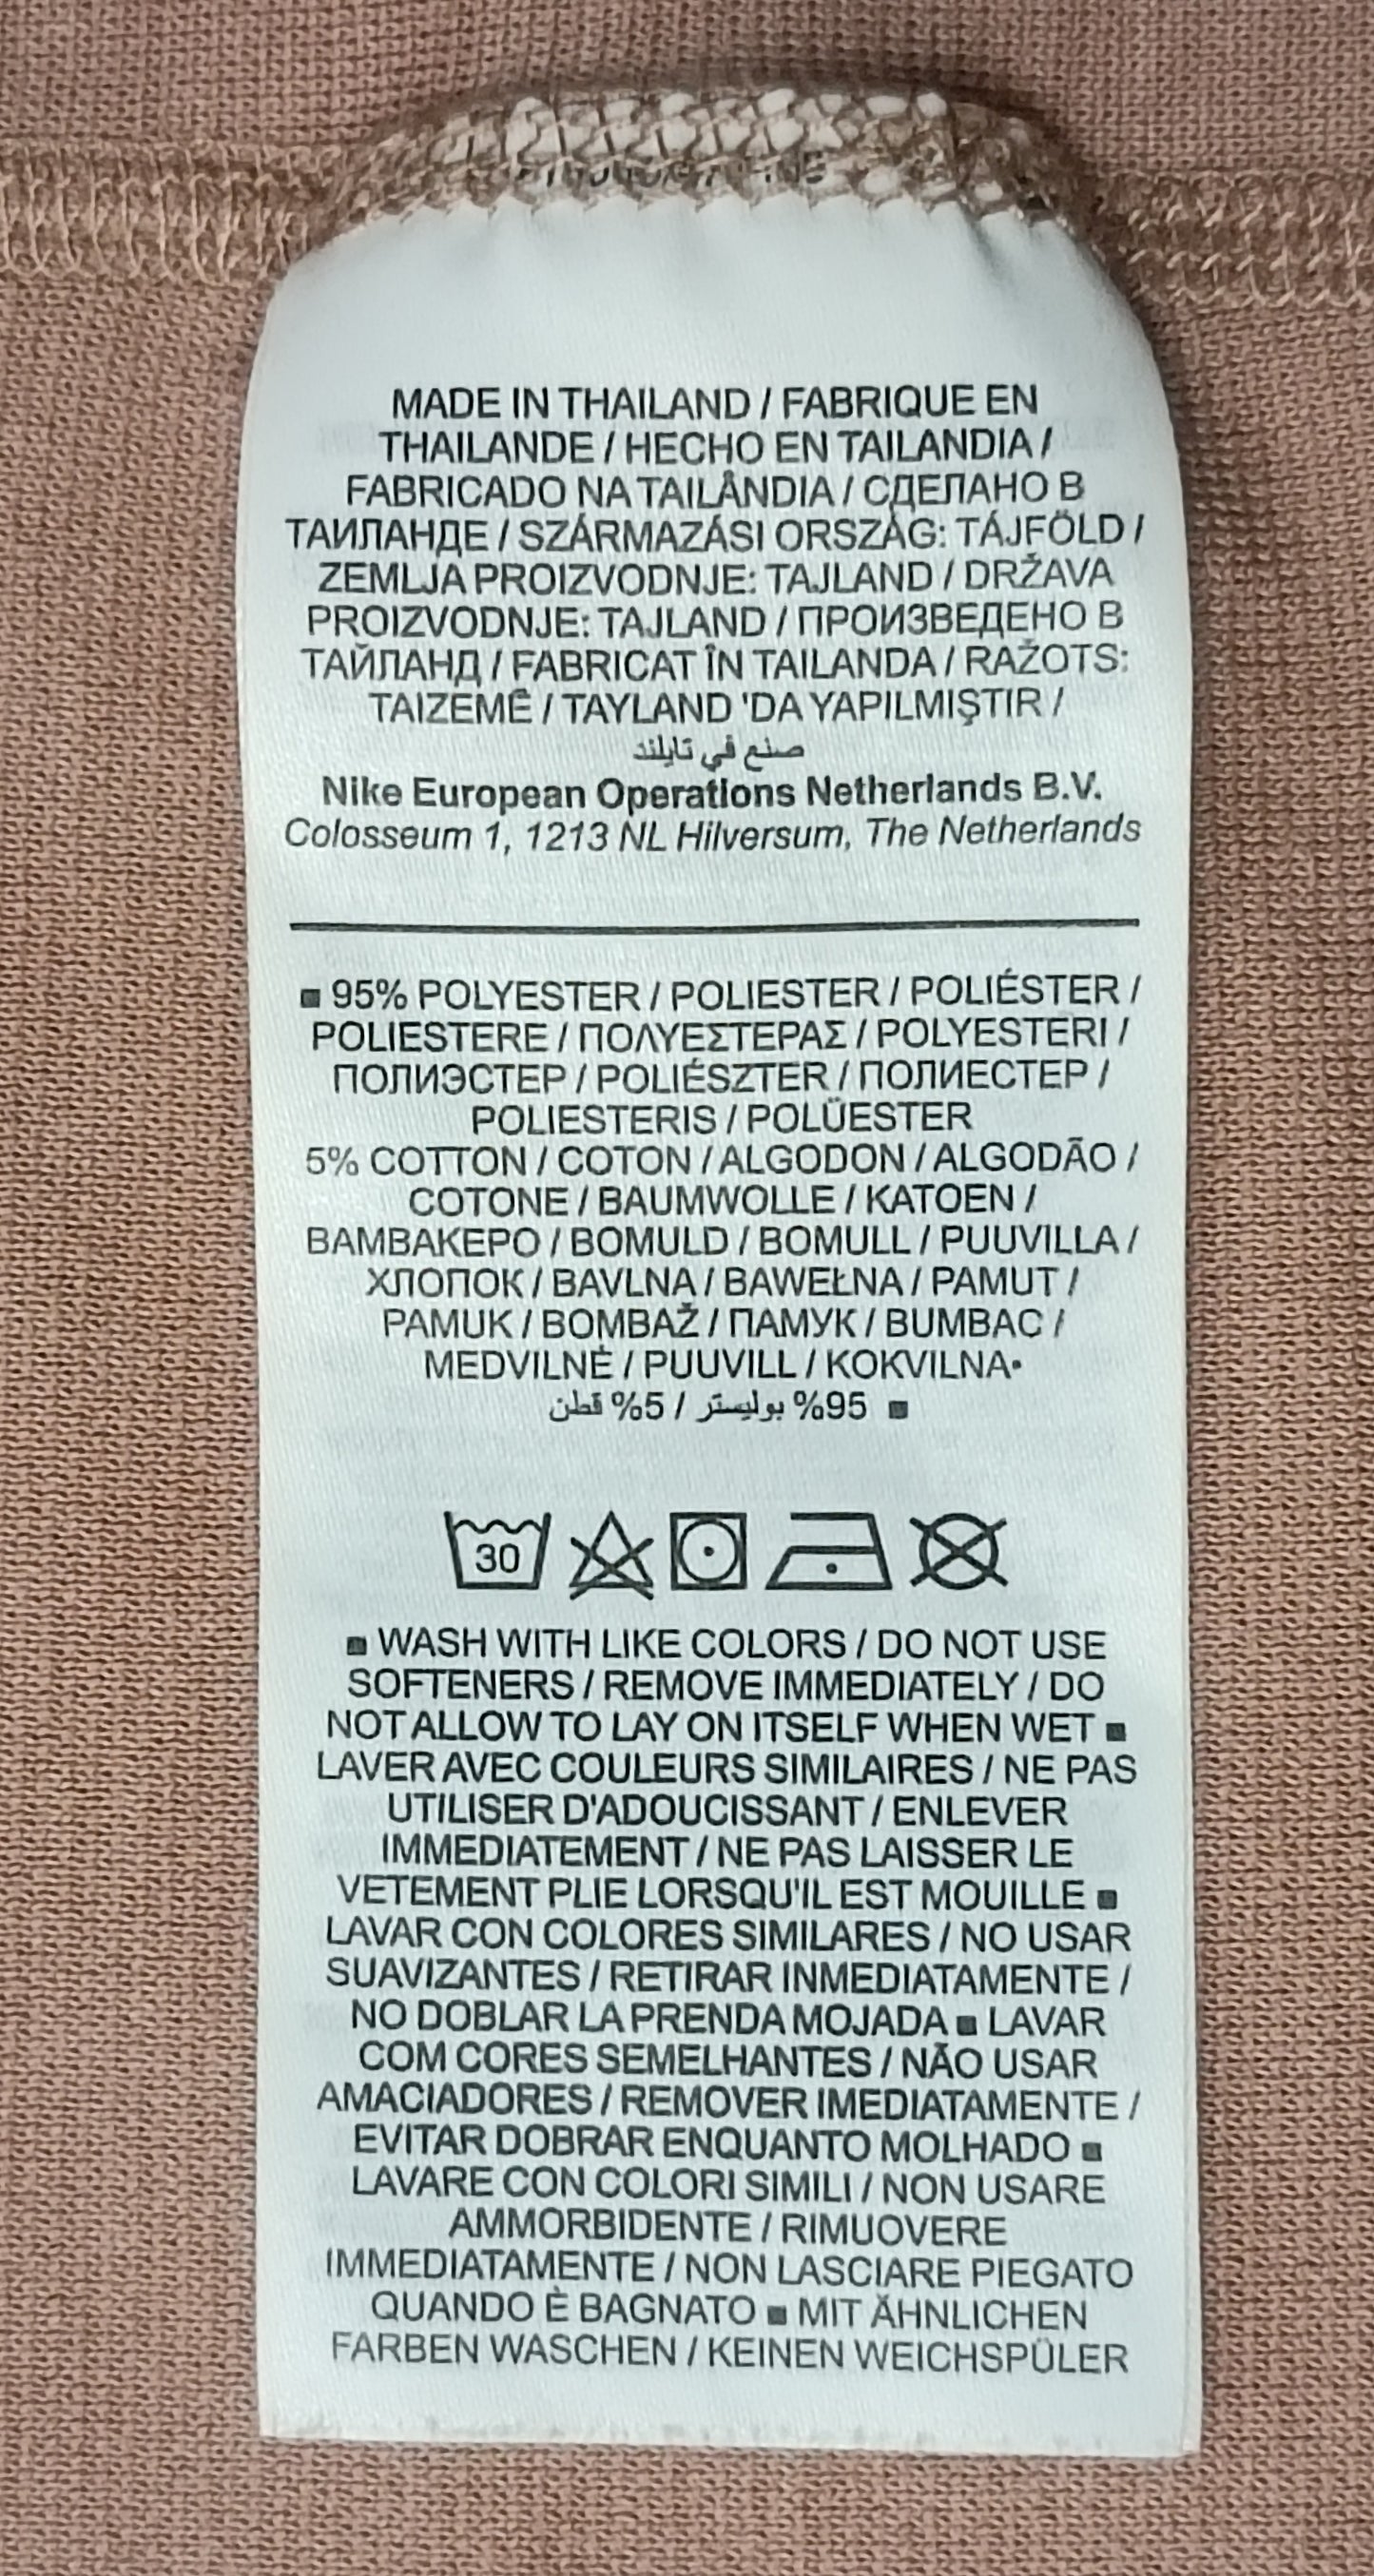 MADE IN THAILAND / FABRIQUE EN
THAILANDE / HECHO EN TAILANDIA /
FABRICADO NA TAILÂNDIA / СДЕЛАНО В
ТАИЛАНДЕ / SZÁRMAZÁSI ORSZÁG: TÁJFÖLD /
ZEMLJA PROIZVODNJE: TAJLAND / DRŽAVA
PROIZVODNJE: TAJLAND / ПРОИЗВЕДЕНО В
ТАЙЛАНД / FABRICAT ÎN TAILANDA / RAŽOTS:
TAIZEMĒ / TAYLAND 'DA YAPILMIŞTIR /
صنع في تايلند
Nike European Operations Netherlands B.V.
Colosseum 1, 1213 NL Hilversum, The Netherlands
■ 95% POLYESTER / POLIESTER / POLIÉSTER /
POLIESTERE / ΠΟΛΥΕΣΤΕΡΑΣ / POLYESTERI /
ПОЛИЭСТЕР / POLIÉSZTER / ПОЛИЕСТЕР /
POLIESTERIS / POLÜESTER
5% COTTON / COTON / ALGODON / ALGODÃO /
COTONE / BAUMWOLLE / KATOEN /
ΒΑΜΒΑΚΕΡΟ / BOMULD / BOMULL / PUUVILLA /
ХЛОПОК / BAVLNA / BAWEŁNA / PAMUT /
PAMUK / BOMBAŽ / ПАМУК / BUMBAC /
MEDVILNĖ / PUUVILL / KOKVILNA•
■ 95% بوليستر / 5% قطن
30
■ WASH WITH LIKE COLORS / DO NOT USE
SOFTENERS / REMOVE IMMEDIATELY / DO
NOT ALLOW TO LAY ON ITSELF WHEN WET ■
LAVER AVEC COULEURS SIMILAIRES / NE PAS
UTILISER D'ADOUCISSANT / ENLEVER
IMMEDIATEMENT / NE PAS LAISSER LE
VETEMENT PLIE LORSQU'IL EST MOUILLE ■
LAVAR CON COLORES SIMILARES / NO USAR
SUAVIZANTES / RETIRAR INMEDIATAMENTE /
NO DOBLAR LA PRENDA MOJADA ■ LAVAR
COM CORES SEMELHANTES / NÃO USAR
AMACIADORES / REMOVER IMEDIATAMENTE /
EVITAR DOBRAR ENQUANTO MOLHADO ■
LAVARE CON COLORI SIMILI / NON USARE
AMMORBIDENTE / RIMUOVERE
IMMEDIATAMENTE / NON LASCIARE PIEGATO
QUANDO È BAGNATO ■ MIT ÄHNLICHEN
FARBEN WASCHEN / KEINEN WEICHSPÜLER